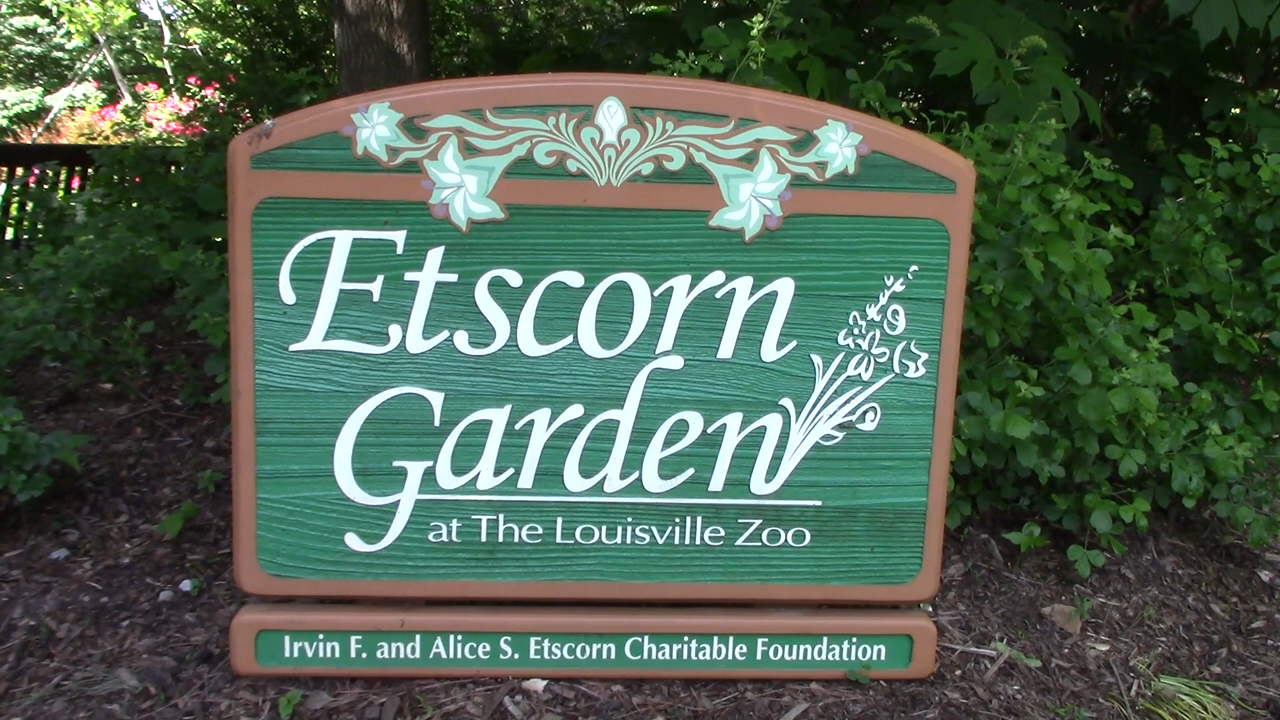 Etscorn
Garden
at The Louisville Zoo
Irvin F. and Alice S. Etscorn Charitable Foundation